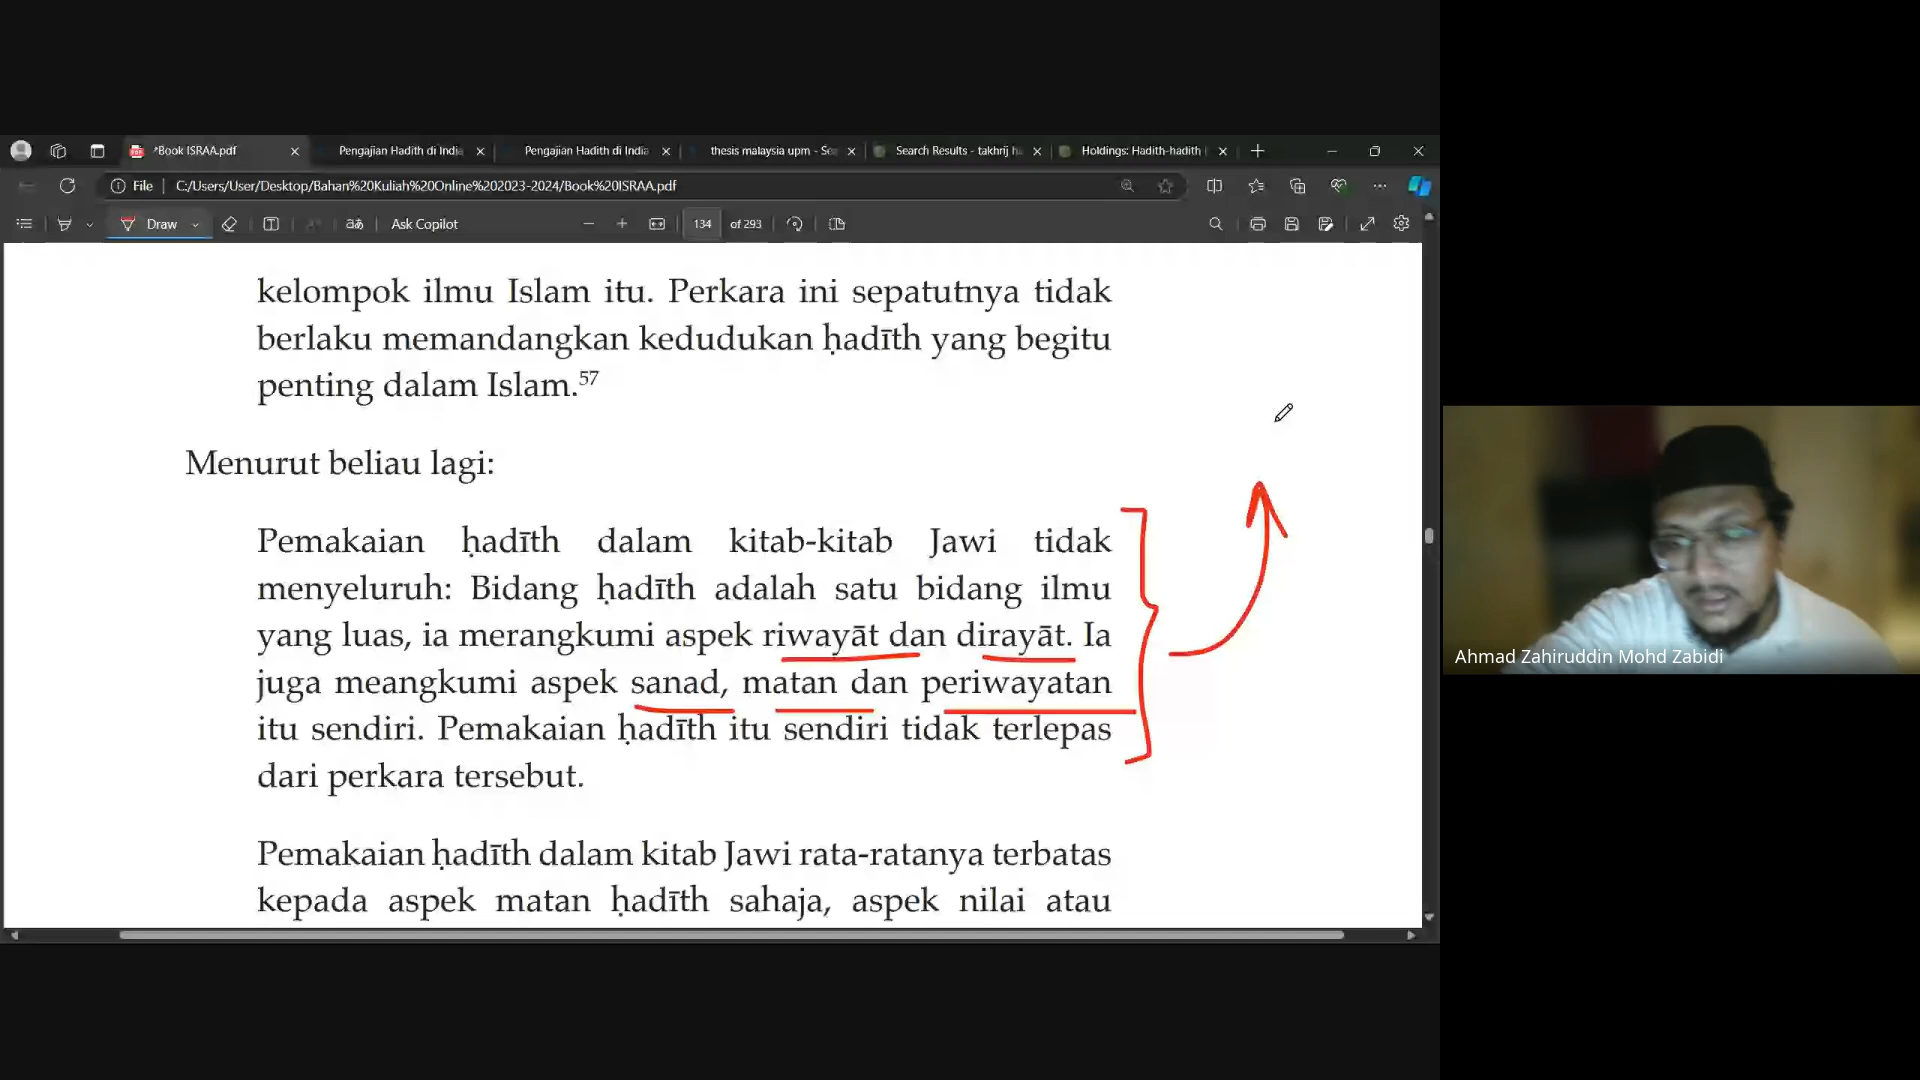 *Book ISRAA.pdf
Pengajian Hadith di India
Pengajian Hadith di India
thesis malaysia upm - Se
Search Results - takhrij h
Holdings: Hadith-hadith
File
C:/Users/User/Desktop/Bahan%20Kuliah%20Online%202023-2024/Book%20ISRAA.pdf
Draw
aあ
Ask Copilot
134
of 293
kelompok ilmu Islam itu. Perkara ini sepatutnya tidak
berlaku memandangkan kedudukan ḥadīth yang begitu
penting dalam Islam.⁵⁷
Menurut beliau lagi:
Pemakaian ḥadīth dalam kitab-kitab Jawi tidak
menyeluruh: Bidang ḥadīth adalah satu bidang ilmu
yang luas, ia merangkumi aspek riwayāt dan dirayāt. Ia
juga meangkumi aspek sanad, matan dan periwayatan
itu sendiri. Pemakaian ḥadīth itu sendiri tidak terlepas
dari perkara tersebut.
Pemakaian ḥadīth dalam kitab Jawi rata-ratanya terbatas
kepada aspek matan ḥadīth sahaja, aspek nilai atau
Ahmad Zahiruddin Mohd Zabidi